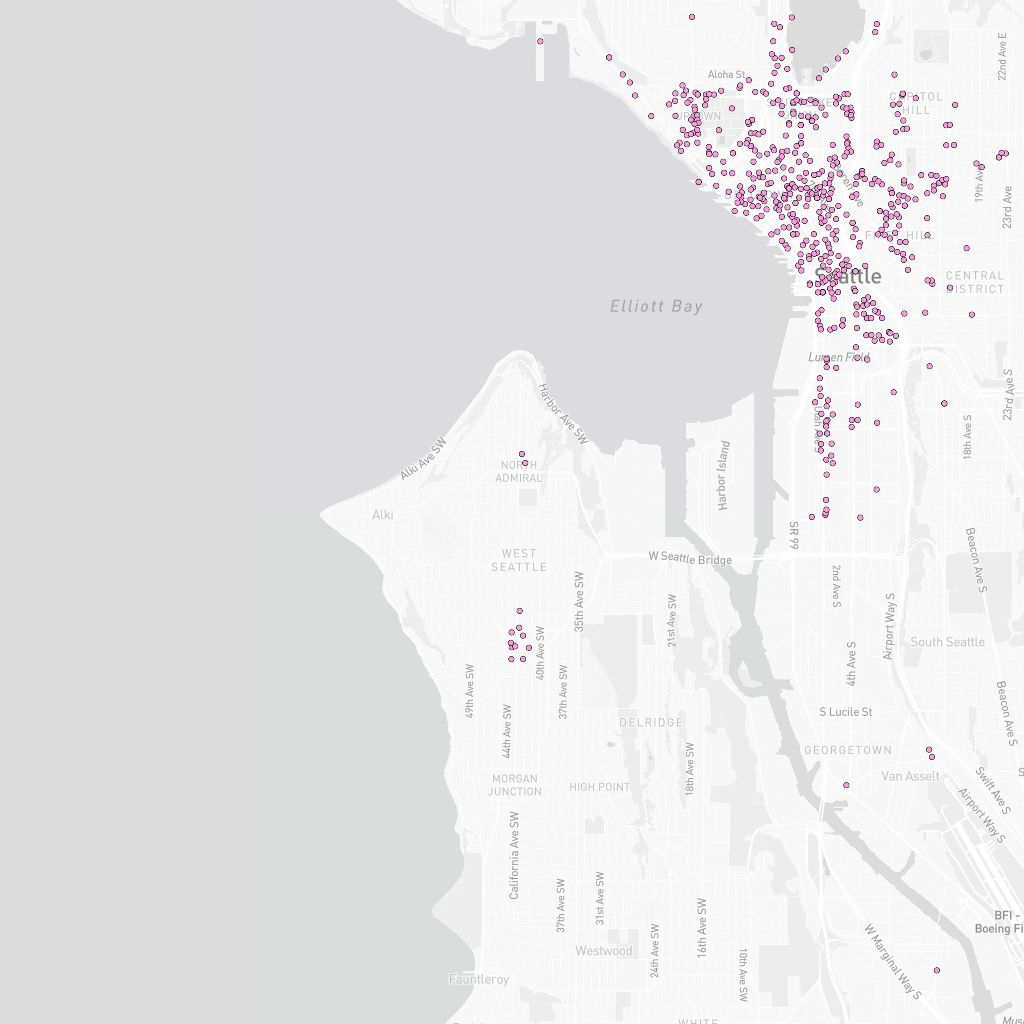 22nd Ave E
Aloha St
CAPITOL
HILL
UPTOWN
19th Ave
23rd Ave
Seattle
CENTRAL
DISTRICT
Elliott Bay
Lumen Field
Harbor Ave SW
Utah Ave S
23rd Ave S
18th Ave S
Alki Ave SW
NORTH
ADMIRAL
Harbor Island
Alki
SR 99
WEST
SEATTLE
W Seattle Bridge
Beacon Ave S
35th Ave SW
2nd Ave S
21st Ave SW
Airport Way S
South Seattle
40th Ave SW
4th Ave S
49th Ave SW
37th Ave SW
Beacon Ave S
44th Ave SW
S Lucile St
DELRIDGE
GEORGETOWN
18th Ave SW
Van Asselt
S
MORGAN
JUNCTION
HIGH POINT
Swift Ave S
Airport Way S
California Ave SW
37th Ave SW
31st Ave SW
16th Ave SW
BFI -
Boeing Fi
24th Ave SW
Westwood
10th Ave SW
W Marginal Way S
Fauntleroy
WHITE
Muse